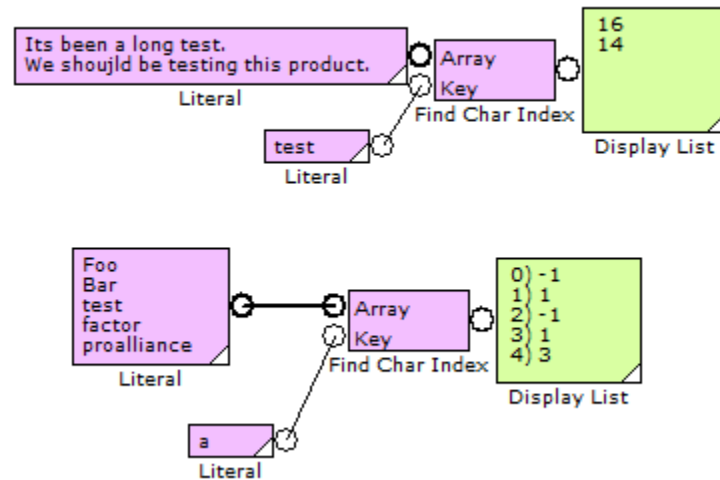 Its been a long test.
We shoujld be testing this product.
Literal
Array
Key
Find Char Index
16
14
Display List
test
Literal
Foo
Bar
test
factor
proalliance
Literal
Array
Key
Find Char Index
0) -1
1) 1
2) -1
3) 1
4) 3
Display List
a
Literal